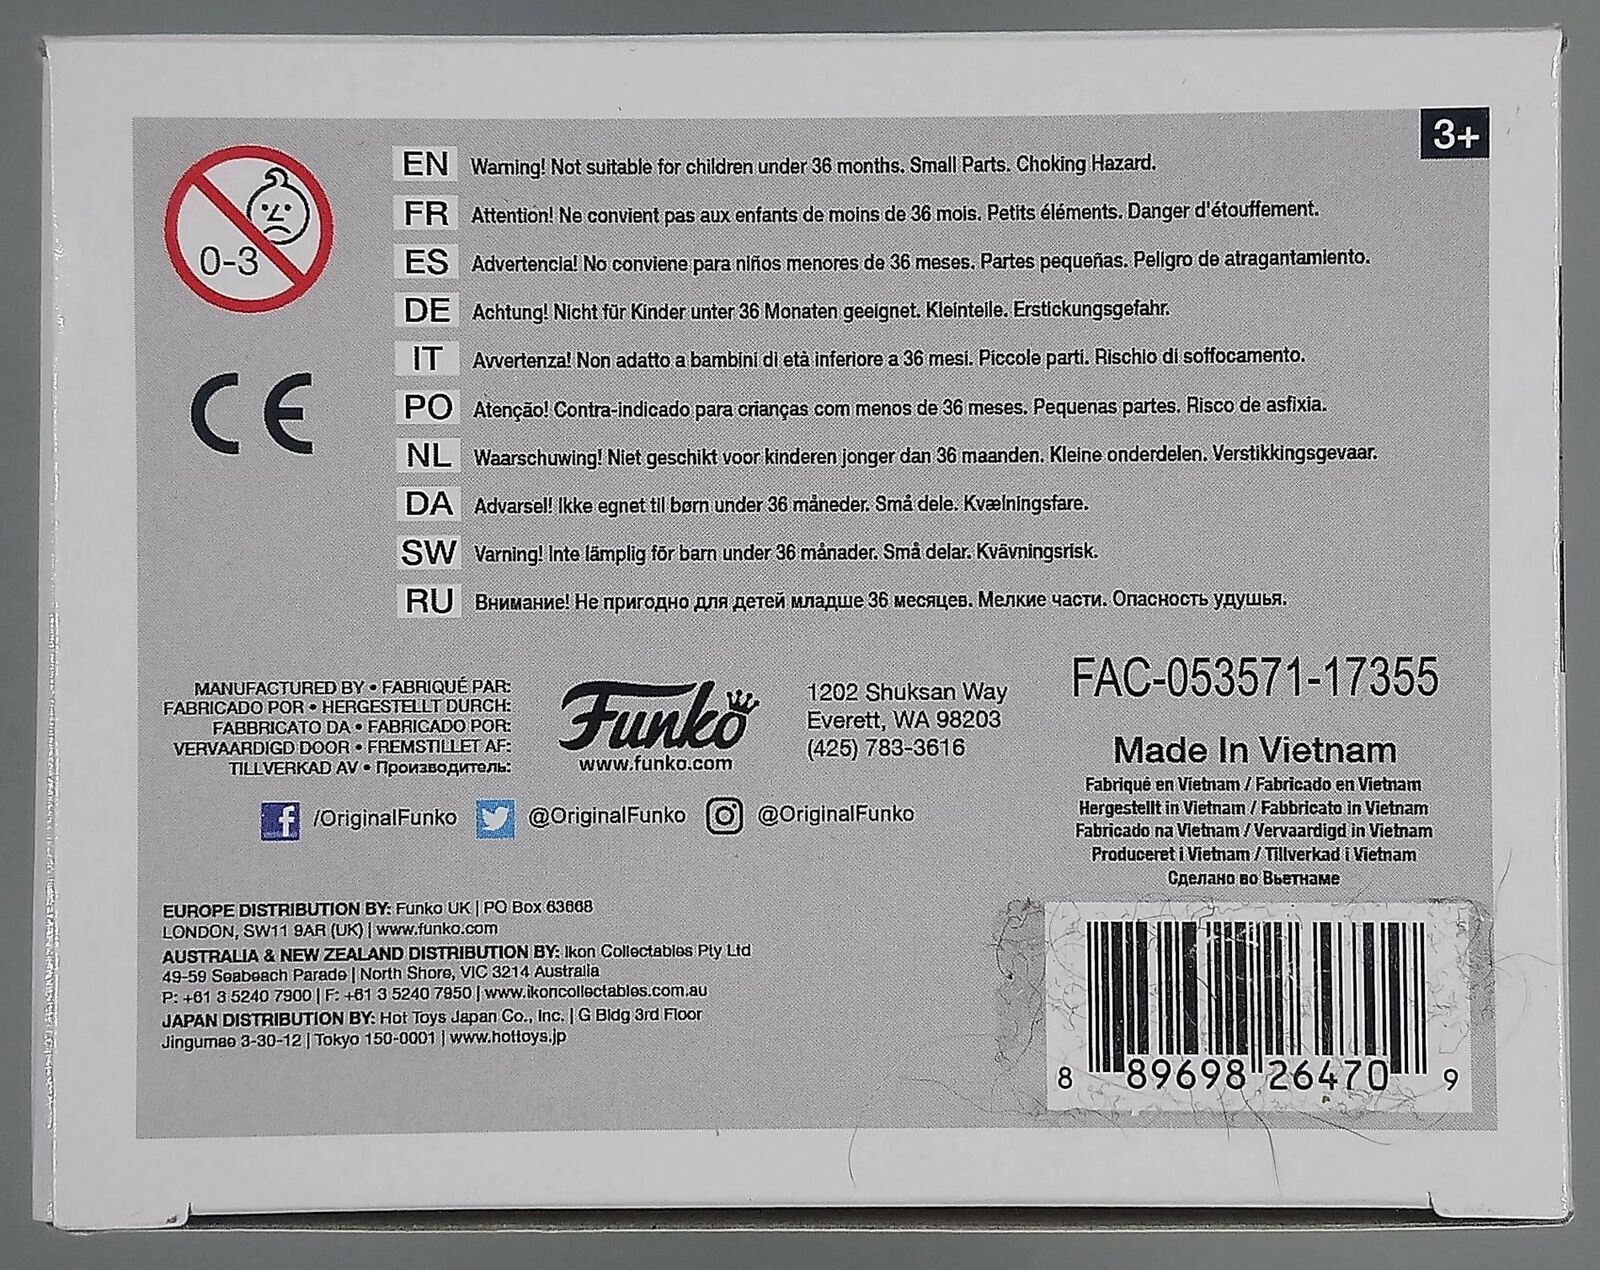 3+
0-3
CE
EN Warning! Not suitable for children under 36 months. Small Parts. Choking Hazard.
FR Attention! Ne convient pas aux enfants de moins de 36 mois. Petits éléments. Danger d'étouffement.
ES Advertencia! No conviene para niños menores de 36 meses. Partes pequeñas. Peligro de atragantamiento.
DE Achtung! Nicht für Kinder unter 36 Monaten geeignet. Kleinteile. Erstickungsgefahr.
IT Avvertenza! Non adatto a bambini di età inferiore a 36 mesi. Piccole parti. Rischio di soffocamento.
PO Atenção! Contra-indicado para crianças com menos de 36 meses. Pequenas partes. Risco de asfixia.
NL Waarschuwing! Niet geschikt voor kinderen jonger dan 36 maanden. Kleine onderdelen. Verstikkingsgevaar.
DA Advarsel! Ikke egnet til børn under 36 måneder. Små dele. Kvælningsfare.
SW Varning! Inte lämplig för barn under 36 månader. Små delar. Kvävningsrisk.
RU Внимание! Не пригодно для детей младше 36 месяцев. Мелкие части. Опасность удушья.
MANUFACTURED BY • FABRIQUÉ PAR:
FABRICADO POR • HERGESTELLT DURCH:
FABBRICATO DA • FABRICADO POR:
VERVAARDIGD DOOR • FREMSTILLET AF:
TILLVERKAD AV • Производитель:
Funko
www.funko.com
1202 Shuksan Way
Everett, WA 98203
(425) 783-3616
/OriginalFunko @OriginalFunko @OriginalFunko
FAC-053571-17355
Made In Vietnam
Fabriqué en Vietnam / Fabricado en Vietnam
Hergestellt in Vietnam / Fabbricato in Vietnam
Fabricado na Vietnam / Vervaardigd in Vietnam
Produceret i Vietnam / Tillverkad i Vietnam
Сделано во Вьетнаме
EUROPE DISTRIBUTION BY: Funko UK | PO Box 63668
LONDON, SW11 9AR (UK) | www.funko.com
AUSTRALIA & NEW ZEALAND DISTRIBUTION BY: Ikon Collectables Pty Ltd
49-59 Seabeach Parade | North Shore, VIC 3214 Australia
P: +61 3 5240 7900 | F: +61 3 5240 7950 | www.ikoncollectables.com.au
JAPAN DISTRIBUTION BY: Hot Toys Japan Co., Inc. | G Bldg 3rd Floor
Jingumae 3-30-12 | Tokyo 150-0001 | www.hottoys.jp
8 89698 26470 9